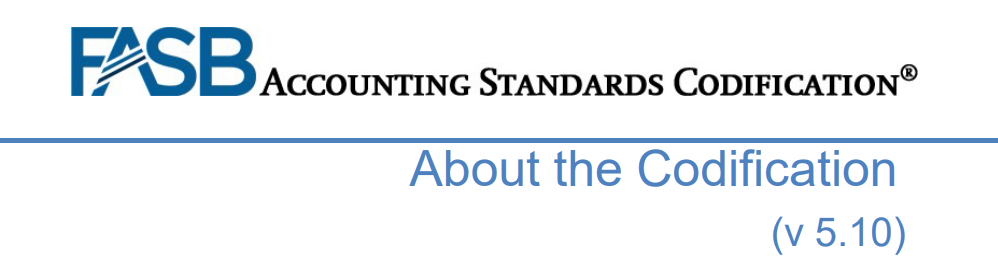 FASB ACCOUNTING STANDARDS CODIFICATION®
About the Codification
(v 5.10)